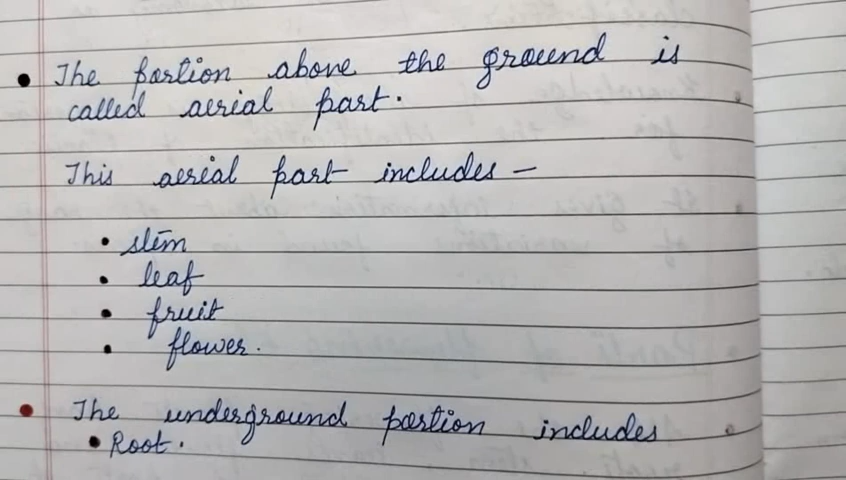 • The portion above the ground is
called aerial part.
This aerial part includes –
• stem
• leaf
• fruit
• flower.
• The underground portion includes
• Root.